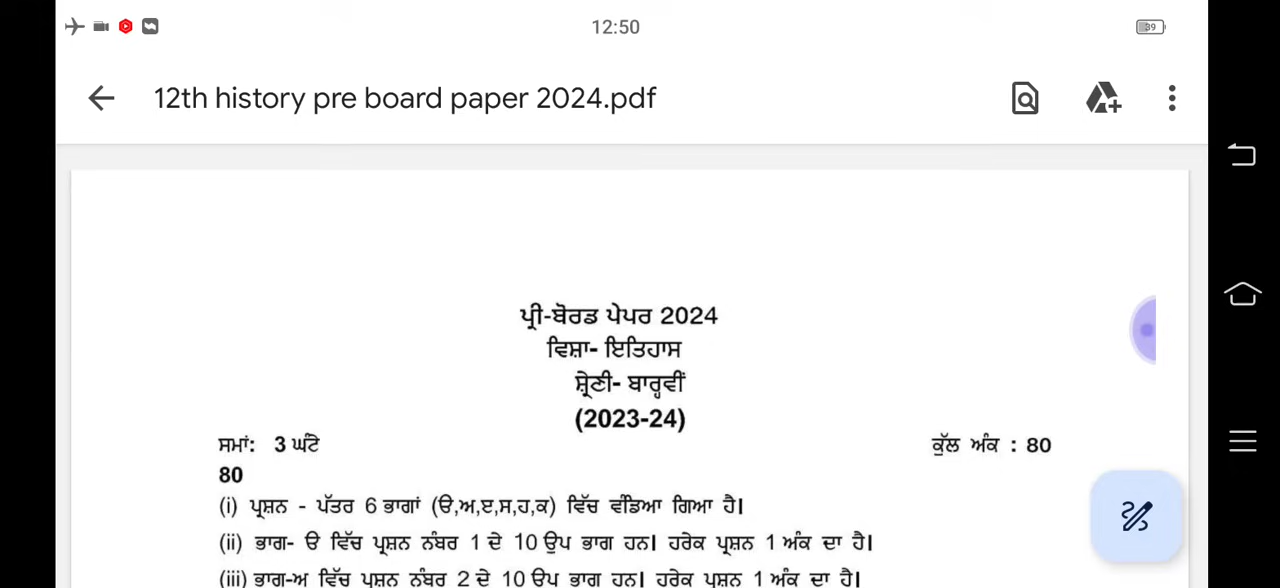 12:50
39
12th history pre board paper 2024.pdf
ਪ੍ਰੀ-ਬੋਰਡ ਪੇਪਰ 2024
ਵਿਸ਼ਾ- ਇਤਿਹਾਸ
ਸ਼੍ਰੇਣੀ- ਬਾਰ੍ਹਵੀਂ
(2023-24)
ਸਮਾਂ: 3 ਘੰਟੇ ਕੁੱਲ ਅੰਕ : 80
80
(i) ਪ੍ਰਸ਼ਨ - ਪੱਤਰ 6 ਭਾਗਾਂ (ੳ,ਅ,ੲ,ਸ,ਹ,ਕ) ਵਿੱਚ ਵੰਡਿਆ ਗਿਆ ਹੈ।
(ii) ਭਾਗ- ੳ ਵਿੱਚ ਪ੍ਰਸ਼ਨ ਨੰਬਰ 1 ਦੇ 10 ਉਪ ਭਾਗ ਹਨ। ਹਰੇਕ ਪ੍ਰਸ਼ਨ 1 ਅੰਕ ਦਾ ਹੈ।
(iii) ਭਾਗ-ਅ ਵਿੱਚ ਪ੍ਰਸ਼ਨ ਨੰਬਰ 2 ਦੇ 10 ਉਪ ਭਾਗ ਹਨ। ਹਰੇਕ ਪ੍ਰਸ਼ਨ 1 ਅੰਕ ਦਾ ਹੈ।